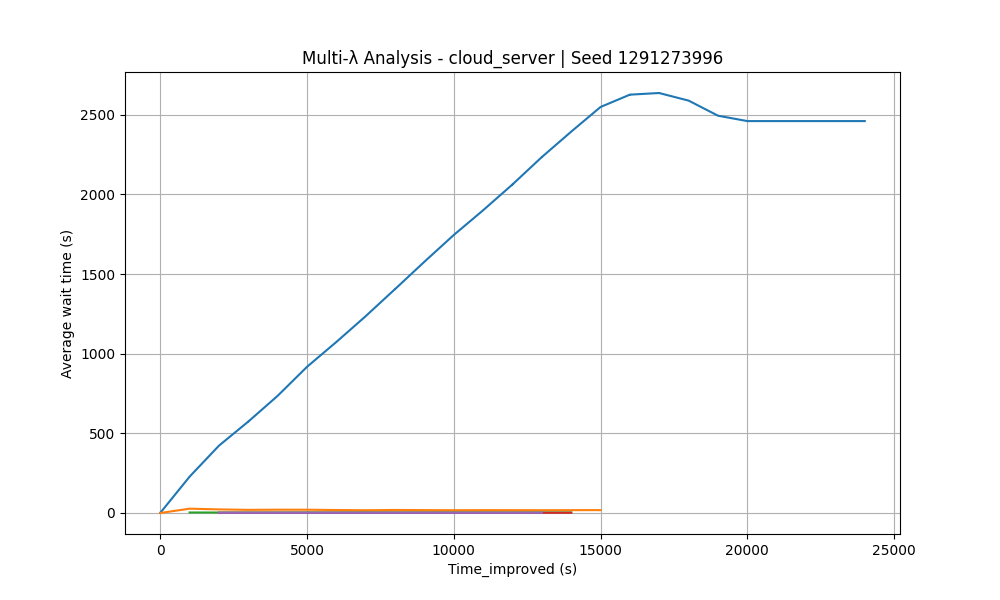 Multi-λ Analysis - cloud_server | Seed 1291273996
Average wait time (s)
2500
2000
1500
1000
500
0
0 5000 10000 15000 20000 25000
Time_improved (s)